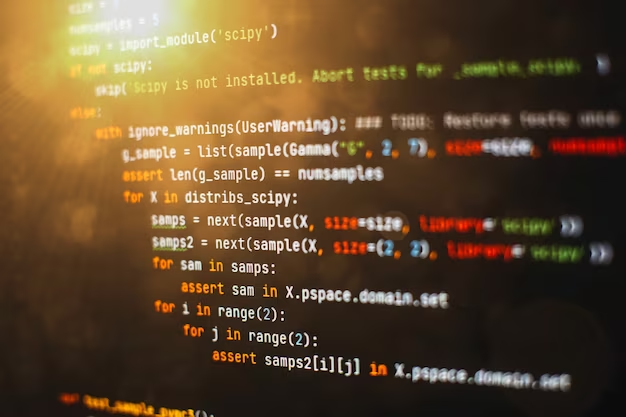 size =
numsamples = 5
scipy = import_module('scipy')
if not scipy:
skip('Scipy is not installed. Abort tests for _sample_scipy.
else:
with ignore_warnings(UserWarning): ### TODO: Restore tests once
g_sample = list(sample(Gamma("G", 2, 7), size=size, numsamples
assert len(g_sample) == numsamples
for X in distribs_scipy:
samps = next(sample(X, size=size, library='scipy'))
samps2 = next(sample(X, size=(2, 2), library='scipy'))
for sam in samps:
assert sam in X.pspace.domain.set
for i in range(2):
for j in range(2):
assert samps2[i][j] in X.pspace.domain.set
def test_sample_pymc3():